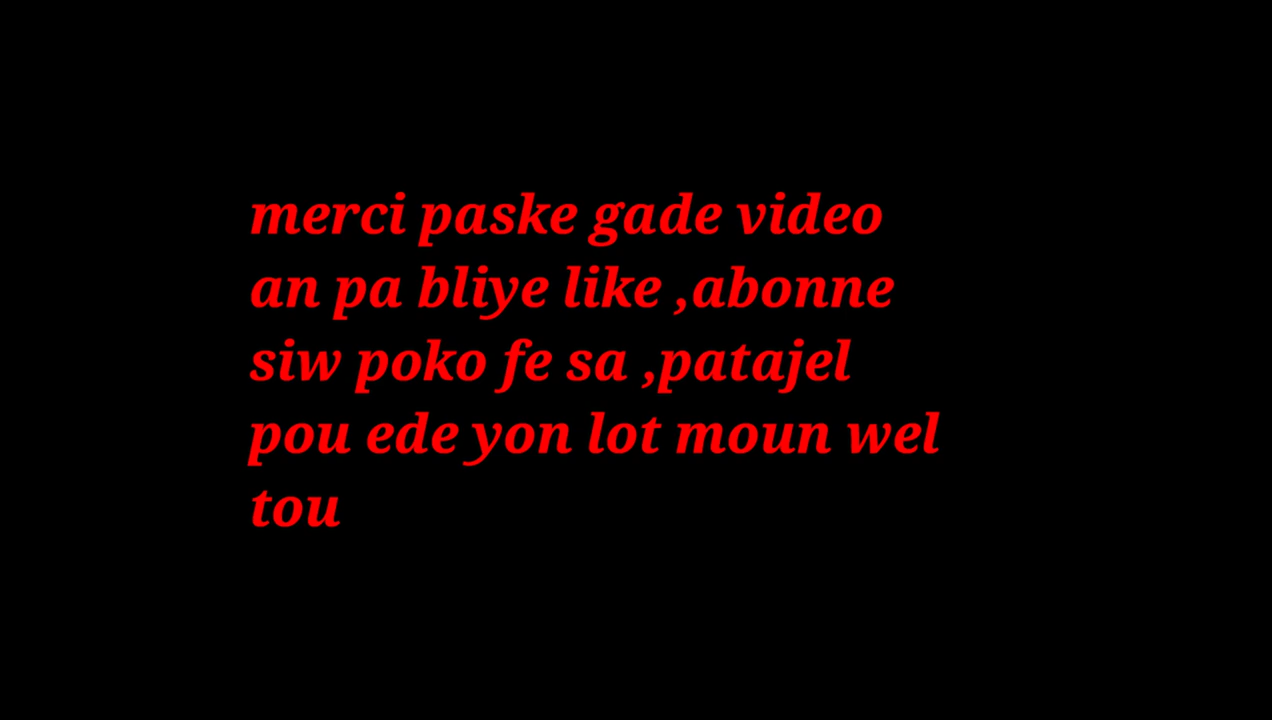 merci paske gade video
an pa bliye like ,abonne
siw poko fe sa ,patajel
pou ede yon lot moun wel
tou